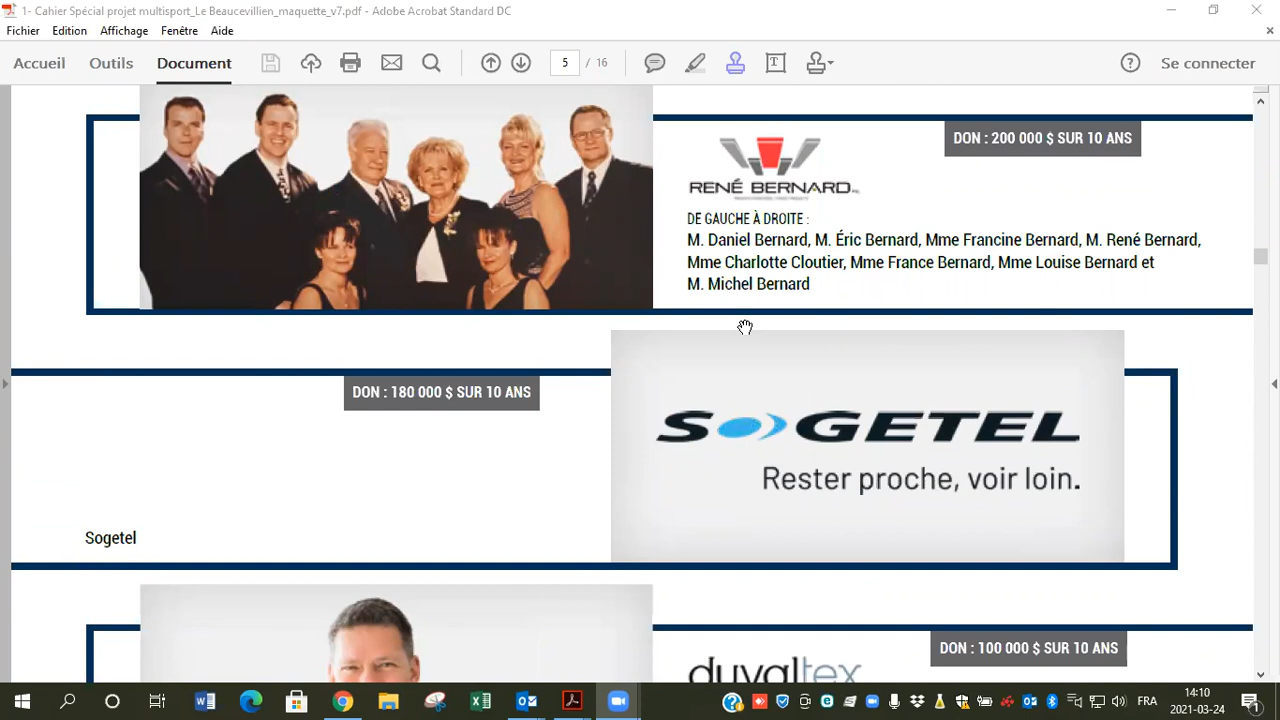 1- Cahier Spécial projet multisport_Le Beaucevillien_maquette_v7.pdf - Adobe Acrobat Standard DC
Fichier Edition Affichage Fenêtre Aide
Accueil Outils Document 5 / 16 Se connecter
DON : 200 000 $ SUR 10 ANS
RENÉ BERNARD
DE GAUCHE À DROITE :
M. Daniel Bernard, M. Éric Bernard, Mme Francine Bernard, M. René Bernard,
Mme Charlotte Cloutier, Mme France Bernard, Mme Louise Bernard et
M. Michel Bernard
DON : 180 000 $ SUR 10 ANS
SOGETEL
Rester proche, voir loin.
Sogetel
DON : 100 000 $ SUR 10 ANS
duvaltex
FRA
14:10
2021-03-24